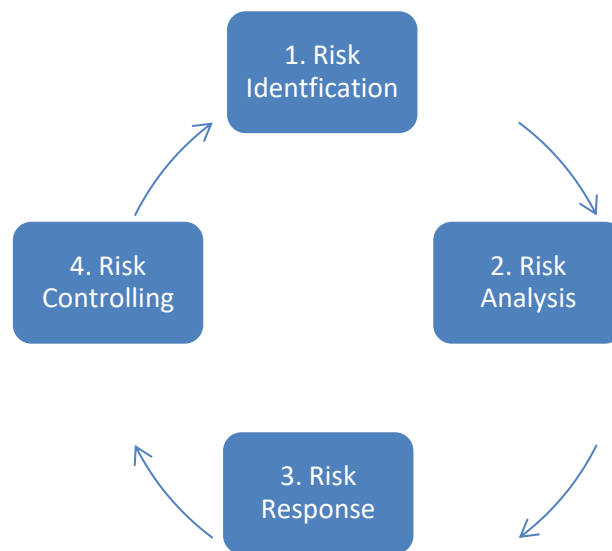 1. Risk
Identfication
2. Risk
Analysis
3. Risk
Response
4. Risk
Controlling